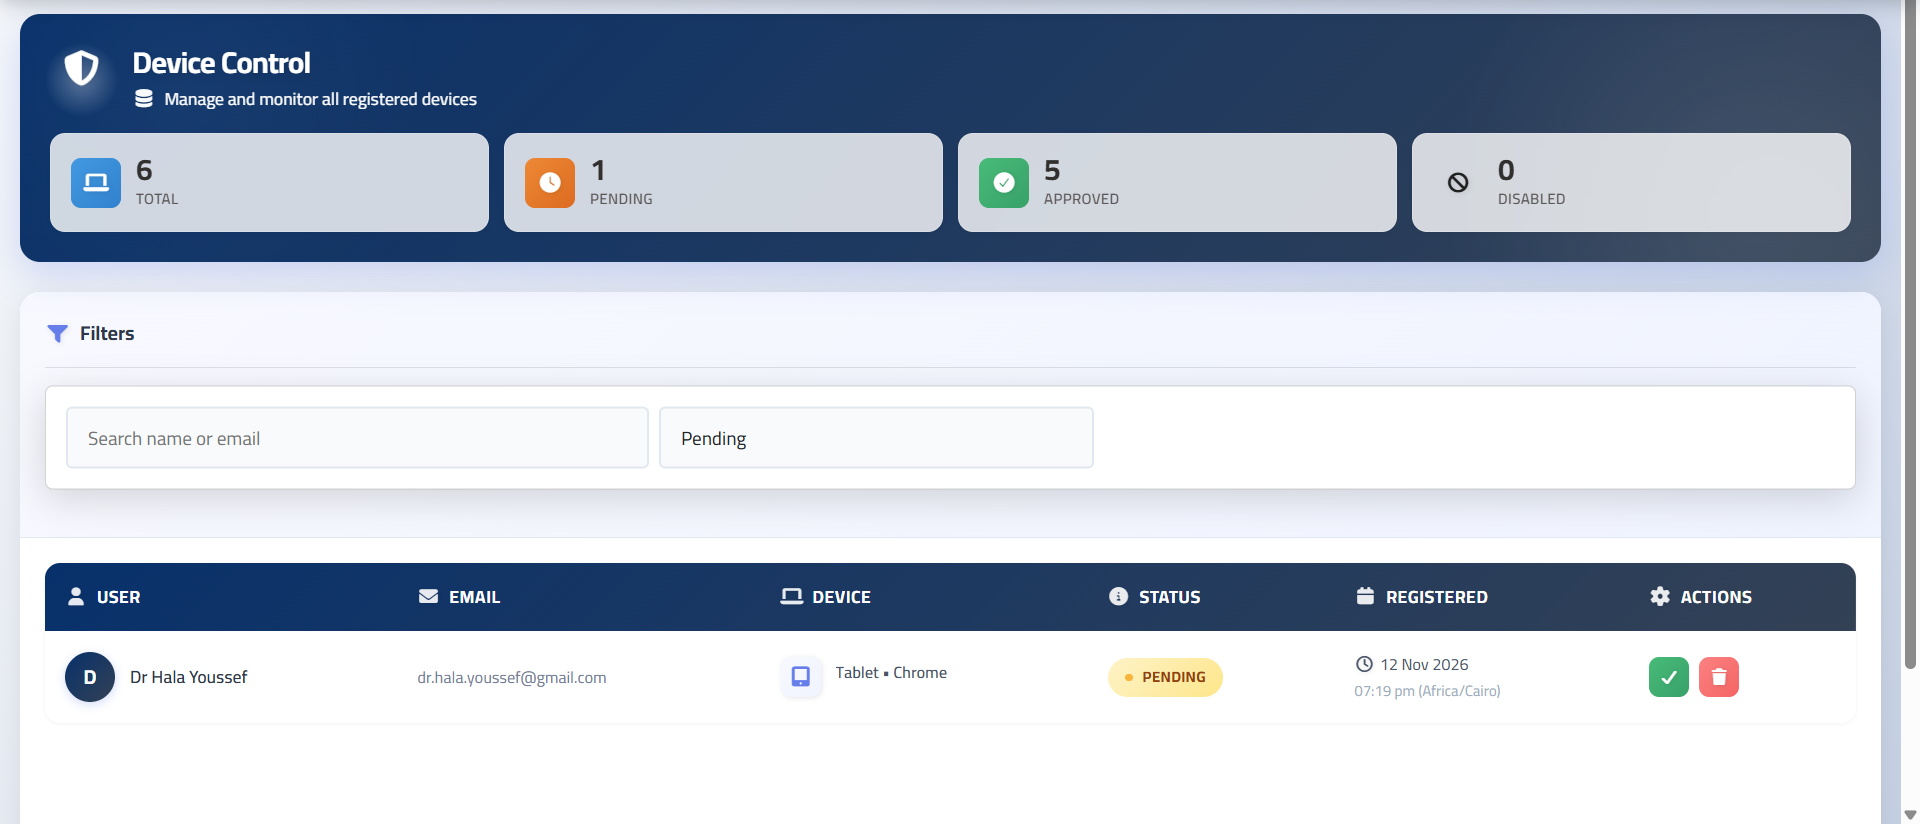 Device Control
Manage and monitor all registered devices
6
TOTAL
1
PENDING
5
APPROVED
0
DISABLED
Filters
Search name or email
Pending
USER EMAIL DEVICE STATUS REGISTERED ACTIONS
D Dr Hala Youssef dr.hala.youssef@gmail.com Tablet • Chrome PENDING 12 Nov 2026
07:19 pm (Africa/Cairo)